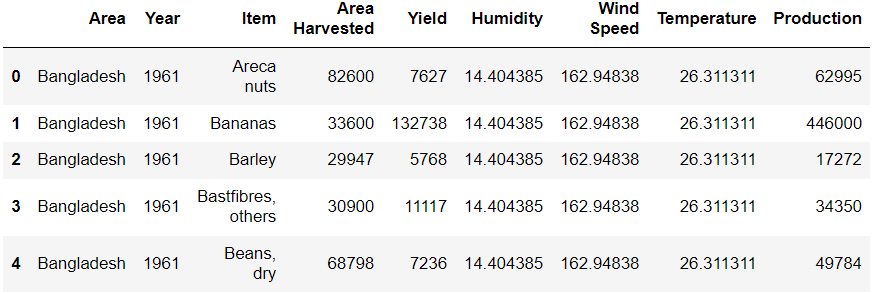 Area Year Item Area Harvested Yield Humidity Wind Speed Temperature Production
0 Bangladesh 1961 Areca nuts 82600 7627 14.404385 162.94838 26.311311 62995
1 Bangladesh 1961 Bananas 33600 132738 14.404385 162.94838 26.311311 446000
2 Bangladesh 1961 Barley 29947 5768 14.404385 162.94838 26.311311 17272
3 Bangladesh 1961 Bastfibres, others 30900 11117 14.404385 162.94838 26.311311 34350
4 Bangladesh 1961 Beans, dry 68798 7236 14.404385 162.94838 26.311311 49784